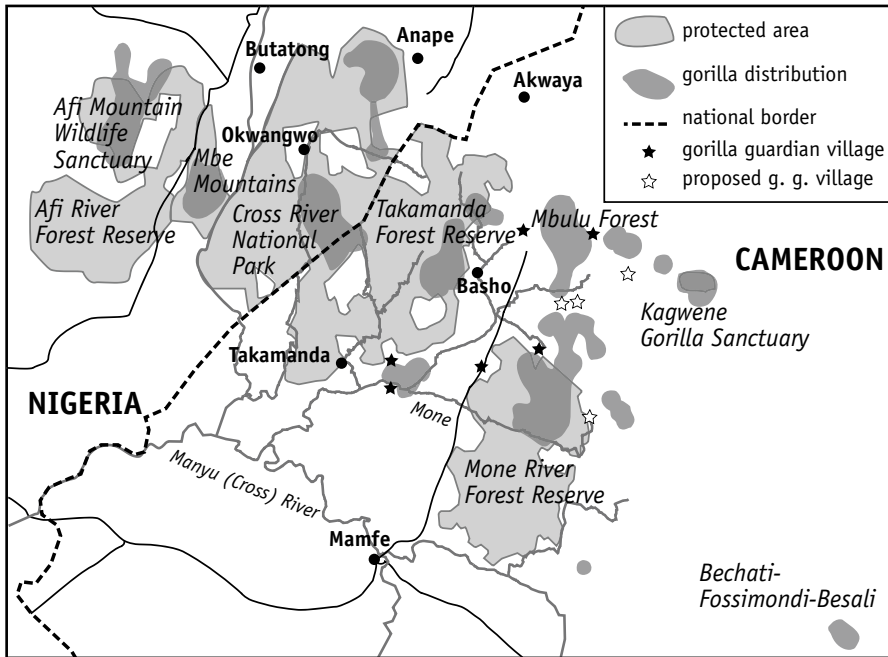 Butatong
Anape
Akwaya
Afi Mountain
Wildlife
Sanctuary
Okwangwo
Mbe
Mountains
Afi River
Forest Reserve
Cross River
National
Park
Takamanda
Forest Reserve
Mbulu Forest
Basho
CAMEROON
Kagwene
Gorilla Sanctuary
Takamanda
NIGERIA
Mone
Manyu (Cross) River
Mone River
Forest Reserve
Mamfe
Bechati-
Fossimondi-Besali
protected area
gorilla distribution
national border
gorilla guardian village
proposed g. g. village